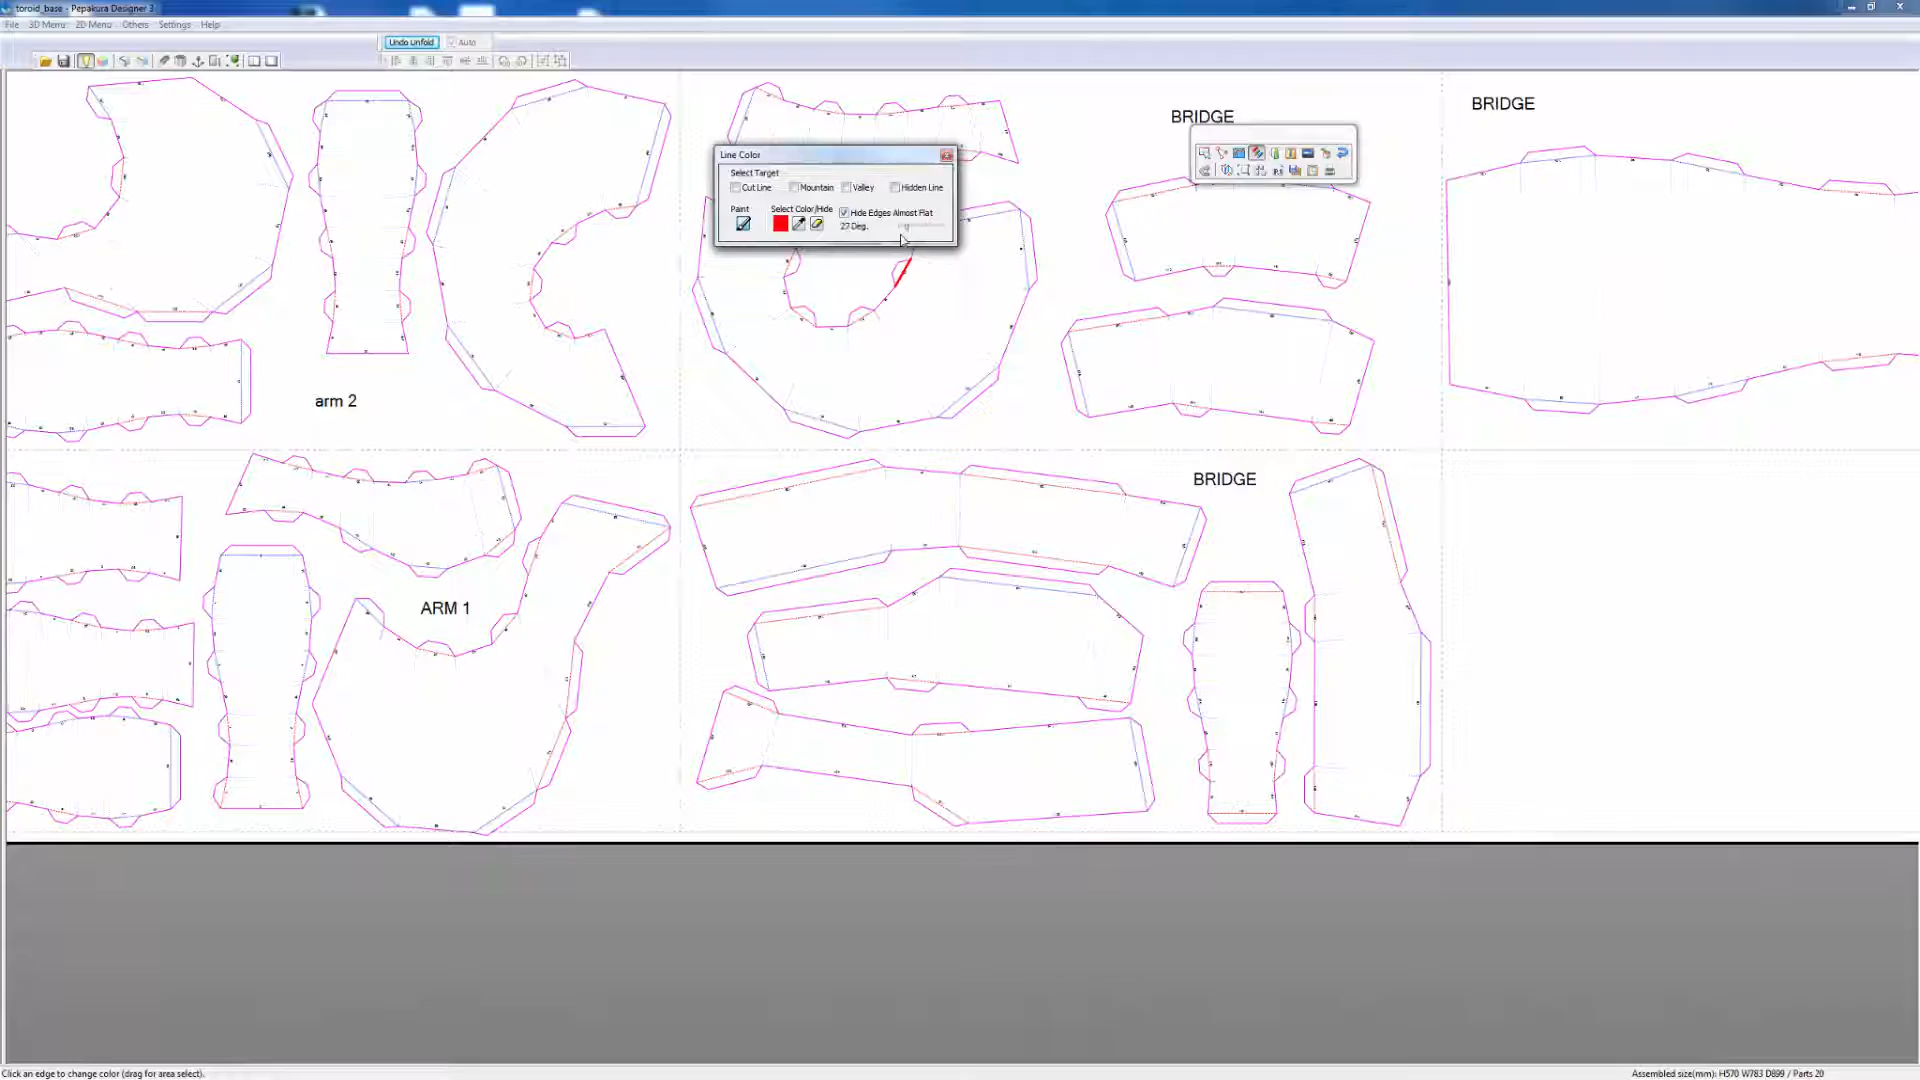 toroid_base - Pepakura Designer 3
File 3D Menu 2D Menu Others Settings Help
Undo Unfold Auto
BRIDGE
BRIDGE
Line Color
Select Target
Cut Line Mountain Valley Hidden Line
Paint Select Color/Hide Hide Edges Almost Flat
27 Deg.
arm 2
BRIDGE
ARM 1
Click an edge to change color (drag for area select).
Assembled size(mm): H570 W783 D899 / Parts 20